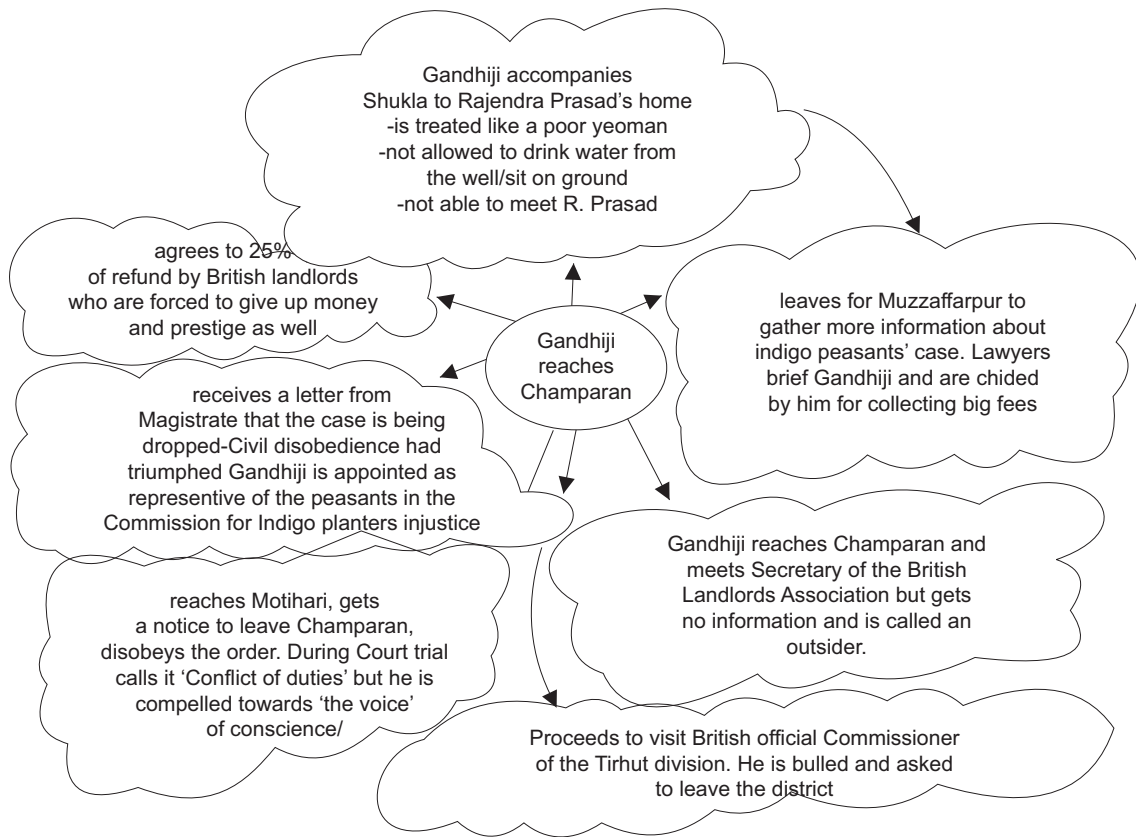 Gandhiji accompanies
Shukla to Rajendra Prasad's home
-is treated like a poor yeoman
-not allowed to drink water from
the well/sit on ground
-not able to meet R. Prasad
agrees to 25%
of refund by British landlords
who are forced to give up money
and prestige as well
Gandhiji
reaches
Champaran
leaves for Muzzaffarpur to
gather more information about
indigo peasants' case. Lawyers
brief Gandhiji and are chided
by him for collecting big fees
receives a letter from
Magistrate that the case is being
dropped-Civil disobedience had
triumphed Gandhiji is appointed as
representive of the peasants in the
Commission for Indigo planters injustice
Gandhiji reaches Champaran and
meets Secretary of the British
Landlords Association but gets
no information and is called an
outsider.
reaches Motihari, gets
a notice to leave Champaran,
disobeys the order. During Court trial
calls it 'Conflict of duties' but he is
compelled towards 'the voice'
of conscience/
Proceeds to visit British official Commissioner
of the Tirhut division. He is bulled and asked
to leave the district